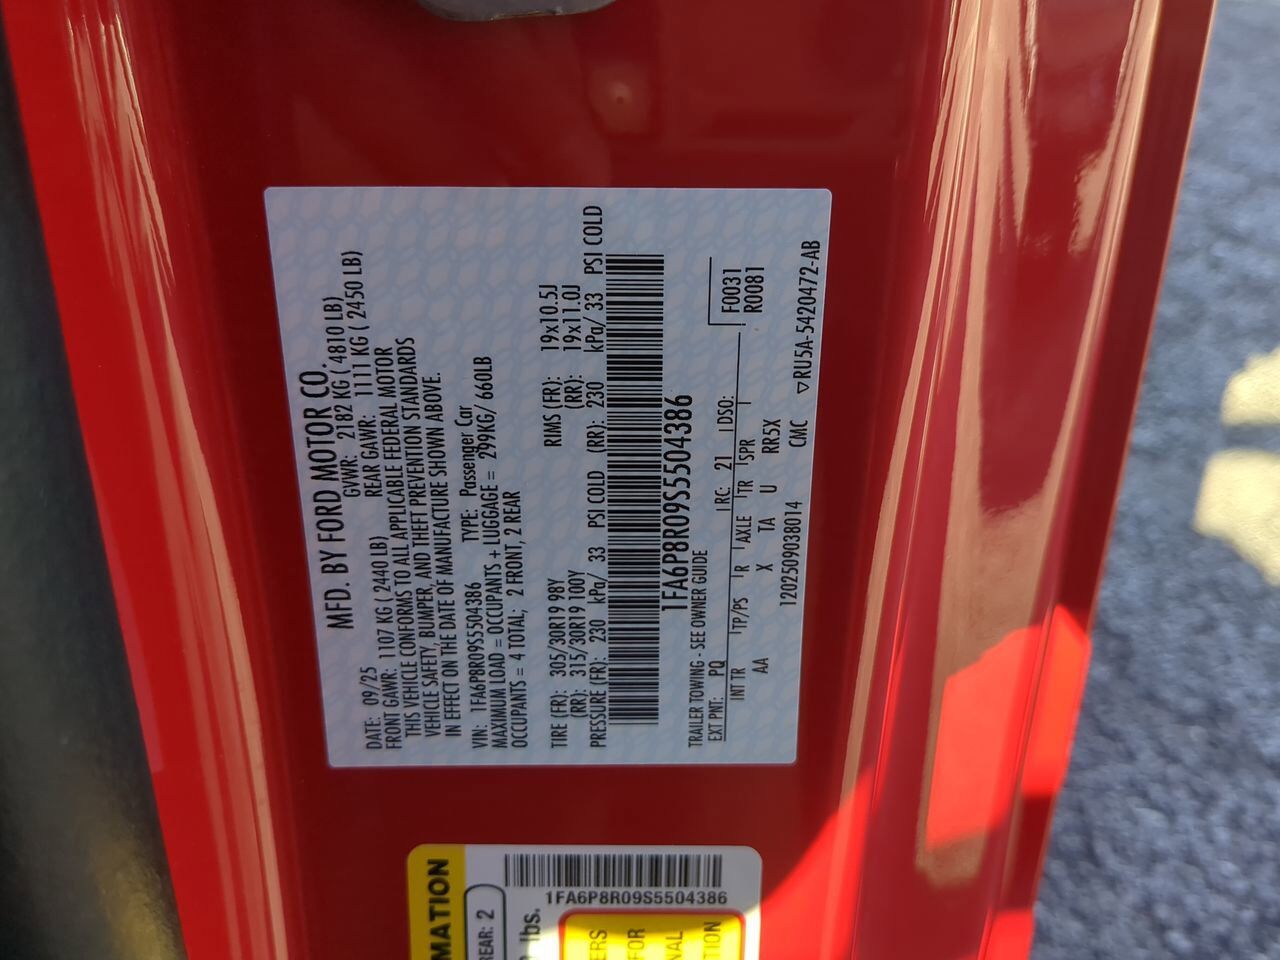 MFD. BY FORD MOTOR CO.
DATE: 09/25 GVWR: 2182 KG ( 4810 LB)
FRONT GAWR: 1107 KG ( 2440 LB) REAR GAWR: 1111 KG ( 2450 LB)
THIS VEHICLE CONFORMS TO ALL APPLICABLE FEDERAL MOTOR
VEHICLE SAFETY, BUMPER, AND THEFT PREVENTION STANDARDS
IN EFFECT ON THE DATE OF MANUFACTURE SHOWN ABOVE.
VIN: 1FA6P8R09S5504386 TYPE: Passenger Car
MAXIMUM LOAD = OCCUPANTS + LUGGAGE = 299KG/ 660LB
OCCUPANTS = 4 TOTAL; 2 FRONT, 2 REAR
TIRE (FR): 305/30R19 98Y RIMS (FR): 19x10.5J
(RR): 315/30R19 100Y (RR): 19x11.0J
PRESSURE (FR): 230 kPa/ 33 PSI COLD (RR): 230 kPa/ 33 PSI COLD
1FA6P8R09S5504386
TRAILER TOWING - SEE OWNER GUIDE
F0031
R0081
EXT PNT: PQ RC: 21 DSO:
INT TR TP/PS R AXLE TR SPR
AA X TA U RR5X
1202509038014 CMC ▽RU5A-5420472-AB
1FA6P8R09S5504386
MATION
REAR: 2
lbs.
ERS
FOR
NAL
TION